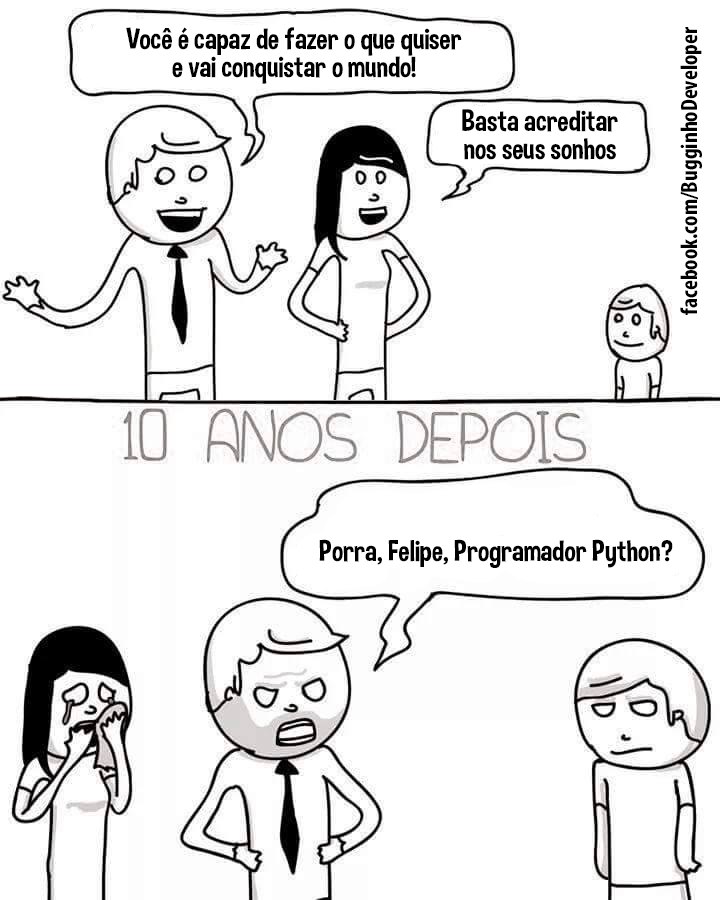 Você é capaz de fazer o que quiser
e vai conquistar o mundo!
Basta acreditar
nos seus sonhos
facebook.com/BugginhoDeveloper
10 ANOS DEPOIS
Porra, Felipe, Programador Python?